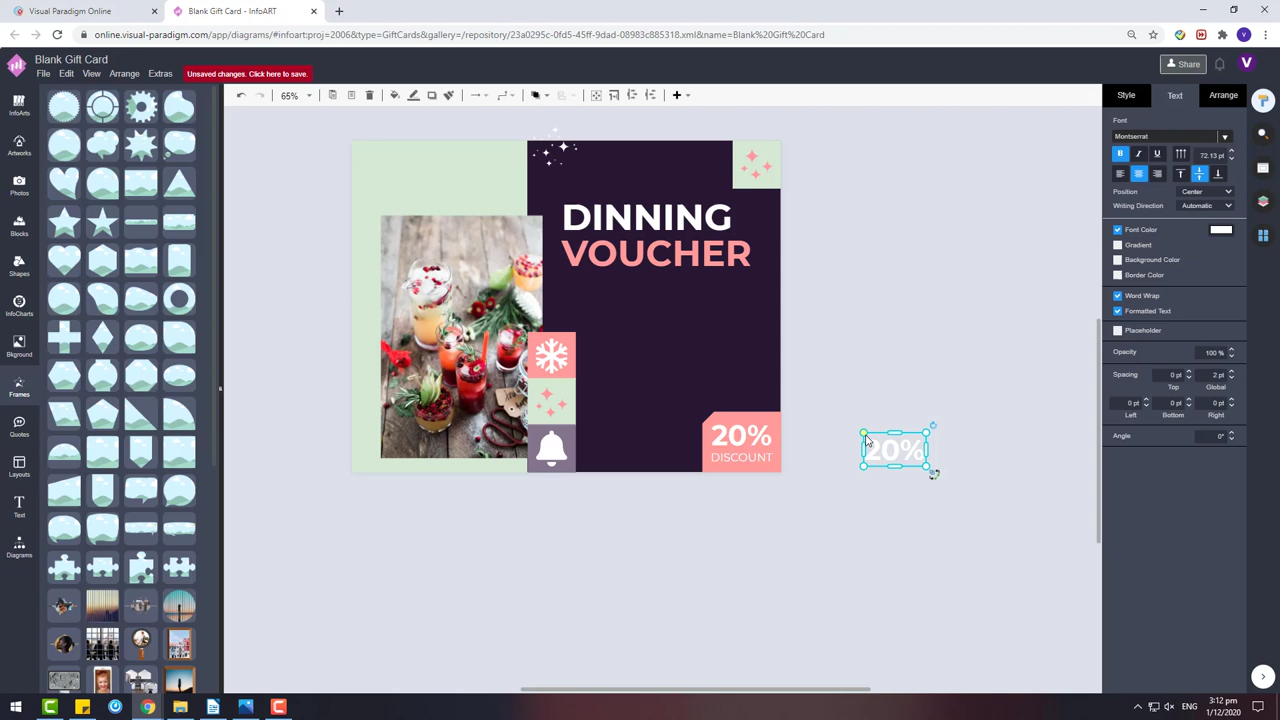 Visual Paradigm Online
Blank Gift Card - InfoART
online.visual-paradigm.com/app/diagrams/#infoart:proj=2006&type=GiftCards&gallery=/repository/23a0295c-0fd5-45ff-9dad-08983c885318.xml&name=Blank%20Gift%20Card
Blank Gift Card
File Edit View Arrange Extras Unsaved changes. Click here to save.
Share
V
65%
InfoArts
Artworks
Photos
Blocks
Shapes
InfoCharts
Bkground
Frames
Quotes
Layouts
Text
Diagrams
DINNING
VOUCHER
20%
DISCOUNT
20%
Style Text Arrange
Font
Montserrat
B I U 72.13 pt
Position Center
Writing Direction Automatic
Font Color
Gradient
Background Color
Border Color
Word Wrap
Formatted Text
Placeholder
Opacity 100 %
Spacing 0 pt 2 pt
Top Global
0 pt 0 pt 0 pt
Left Bottom Right
Angle 0°
ENG
3:12 pm
1/12/2020